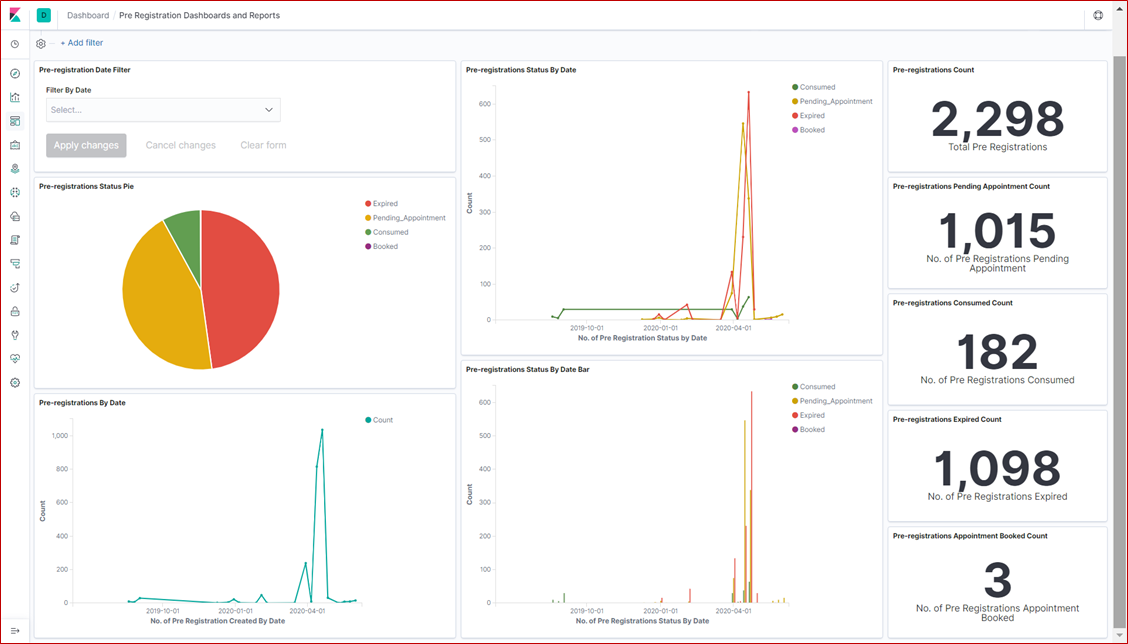 D Dashboard / Pre Registration Dashboards and Reports
+ Add filter
Pre-registration Date Filter
Filter By Date
Select...
Apply changes Cancel changes Clear form
Pre-registrations Status Pie
Expired
Pending_Appointment
Consumed
Booked
Pre-registrations By Date
Count
1,000
800
600
400
200
0
Count
2019-10-01 2020-01-01 2020-04-01
No. of Pre Registration Created By Date
Pre-registrations Status By Date
Consumed
Pending_Appointment
Expired
Booked
600
500
400
300
200
100
0
Count
2019-10-01 2020-01-01 2020-04-01
No. of Pre Registration Status by Date
Pre-registrations Status By Date Bar
Consumed
Pending_Appointment
Expired
Booked
600
500
400
300
200
100
0
Count
2019-10-01 2020-01-01 2020-04-01
No. of Pre Registrations Status By Date
Pre-registrations Count
2,298
Total Pre Registrations
Pre-registrations Pending Appointment Count
1,015
No. of Pre Registrations Pending
Appointment
Pre-registrations Consumed Count
182
No. of Pre Registrations Consumed
Pre-registrations Expired Count
1,098
No. of Pre Registrations Expired
Pre-registrations Appointment Booked Count
3
No. of Pre Registrations Appointment
Booked